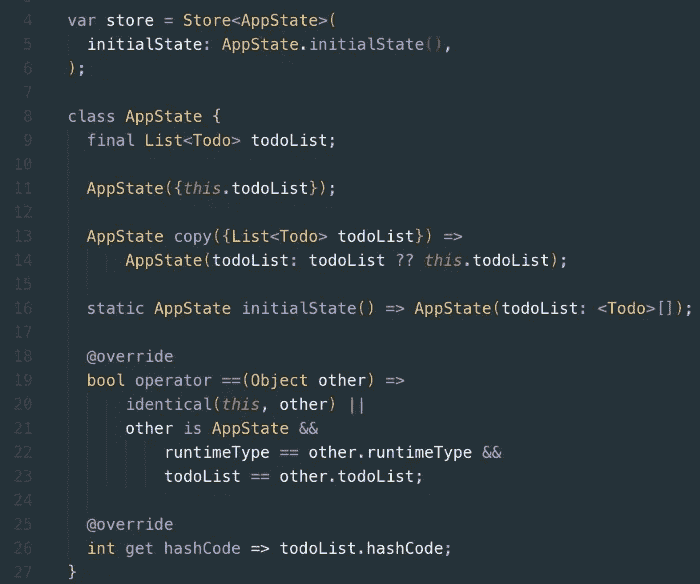 4 var store = Store<AppState>(
5   initialState: AppState.initialState(),
6 );
7
8 class AppState {
9   final List<Todo> todoList;
10
11   AppState({this.todoList});
12
13   AppState copy({List<Todo> todoList}) =>
14       AppState(todoList: todoList ?? this.todoList);
15
16   static AppState initialState() => AppState(todoList: <Todo>[]);
17
18   @override
19   bool operator ==(Object other) =>
20       identical(this, other) ||
21       other is AppState &&
22           runtimeType == other.runtimeType &&
23           todoList == other.todoList;
24
25   @override
26   int get hashCode => todoList.hashCode;
27 }